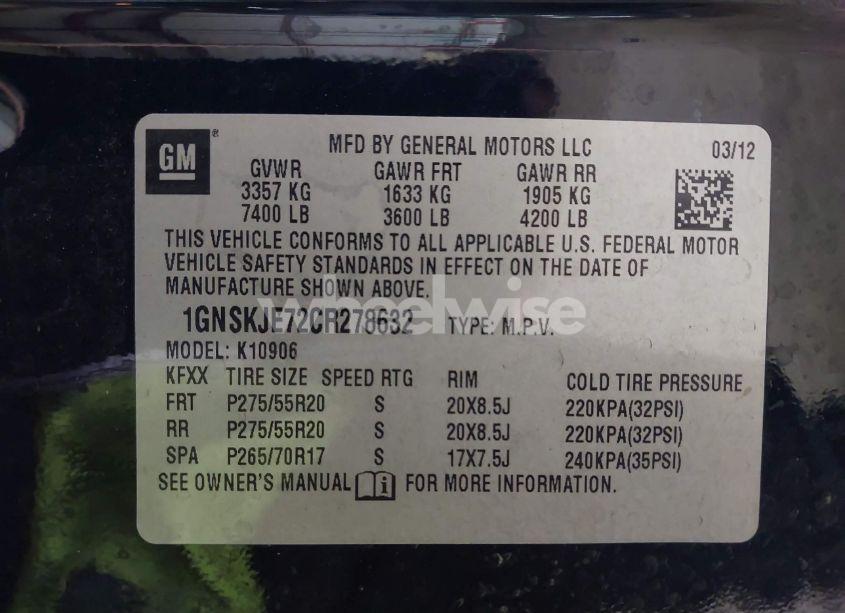 GM ®
MFD BY GENERAL MOTORS LLC 03/12
GVWR GAWR FRT GAWR RR
3357 KG 1633 KG 1905 KG
7400 LB 3600 LB 4200 LB
THIS VEHICLE CONFORMS TO ALL APPLICABLE U.S. FEDERAL MOTOR
VEHICLE SAFETY STANDARDS IN EFFECT ON THE DATE OF
MANUFACTURE SHOWN ABOVE.
wheelwise
1GNSKJE72CR278632 TYPE: M.P.V.
MODEL: K10906
KFXX TIRE SIZE SPEED RTG RIM COLD TIRE PRESSURE
FRT P275/55R20 S 20X8.5J 220KPA(32PSI)
RR P275/55R20 S 20X8.5J 220KPA(32PSI)
SPA P265/70R17 S 17X7.5J 240KPA(35PSI)
SEE OWNER'S MANUAL i FOR MORE INFORMATION.